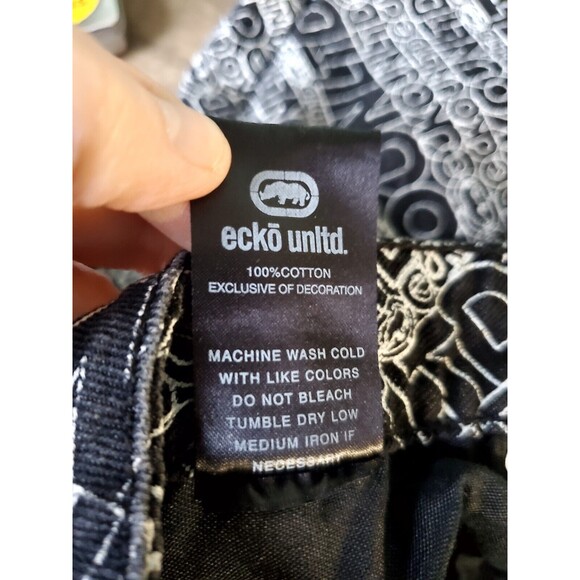 eckō unltd.
100%COTTON
EXCLUSIVE OF DECORATION
MACHINE WASH COLD
WITH LIKE COLORS
DO NOT BLEACH
TUMBLE DRY LOW
MEDIUM IRON IF
NECESSARY